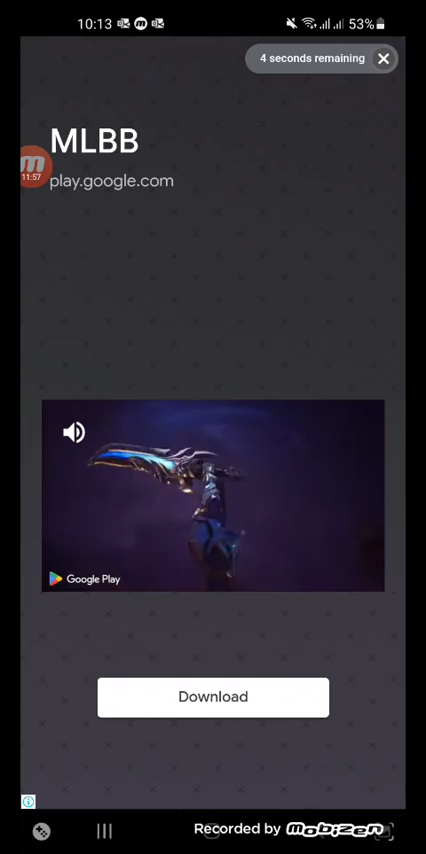 10:13 53%
4 seconds remaining
MLBB
11:57
play.google.com
Google Play
Download
Recorded by Mobizen